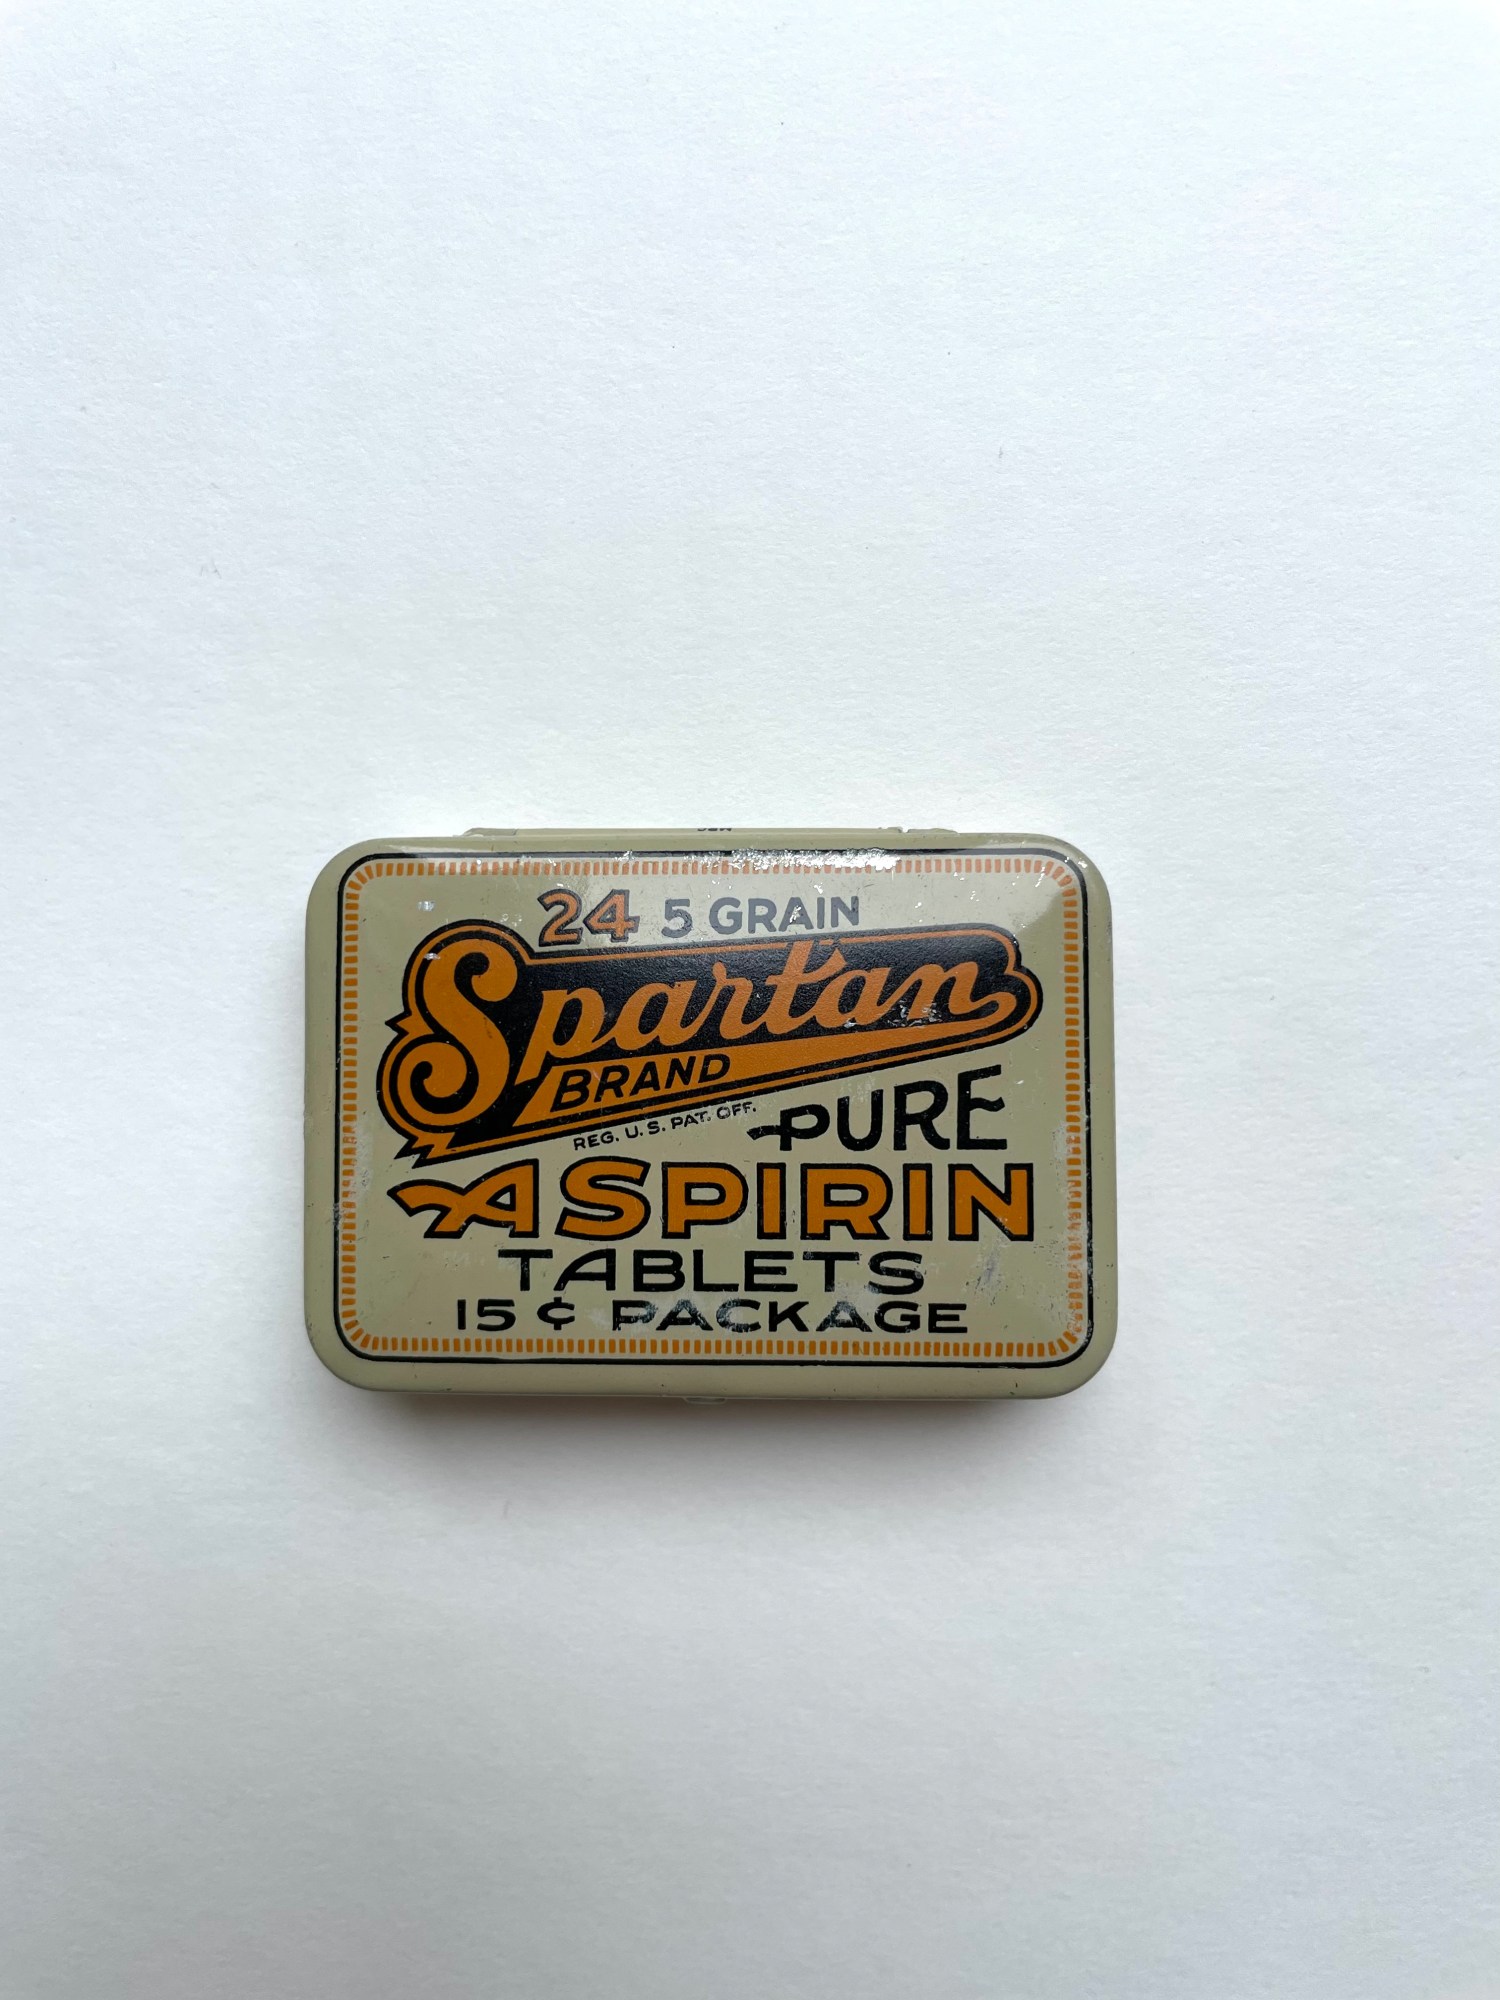 24 5 GRAIN
Spartan
BRAND
REG. U. S. PAT. OFF.
PURE
ASPIRIN
TABLETS
15 ¢ PACKAGE